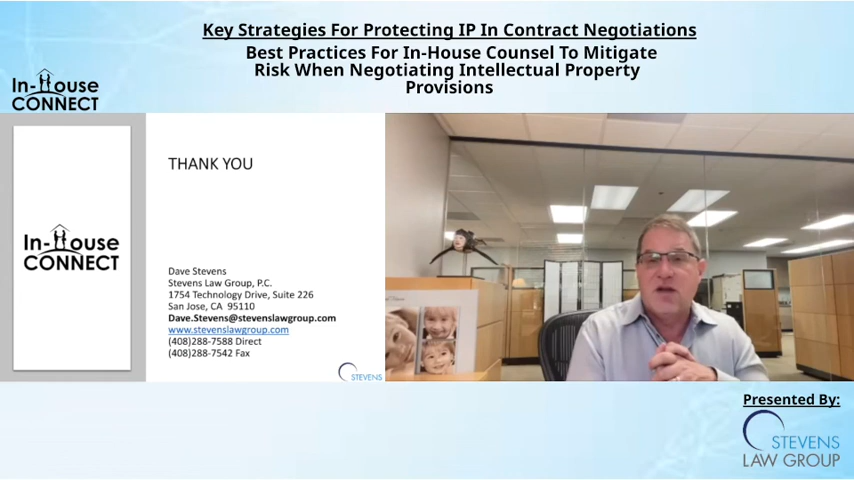 Key Strategies For Protecting IP In Contract Negotiations
Best Practices For In-House Counsel To Mitigate
Risk When Negotiating Intellectual Property
Provisions
In-House
CONNECT
THANK YOU
In-House
CONNECT
Dave Stevens
Stevens Law Group, P.C.
1754 Technology Drive, Suite 226
San Jose, CA 95110
Dave.Stevens@stevenslawgroup.com
www.stevenslawgroup.com
(408)288-7588 Direct
(408)288-7542 Fax
STEVENS
Presented By:
STEVENS
LAW GROUP